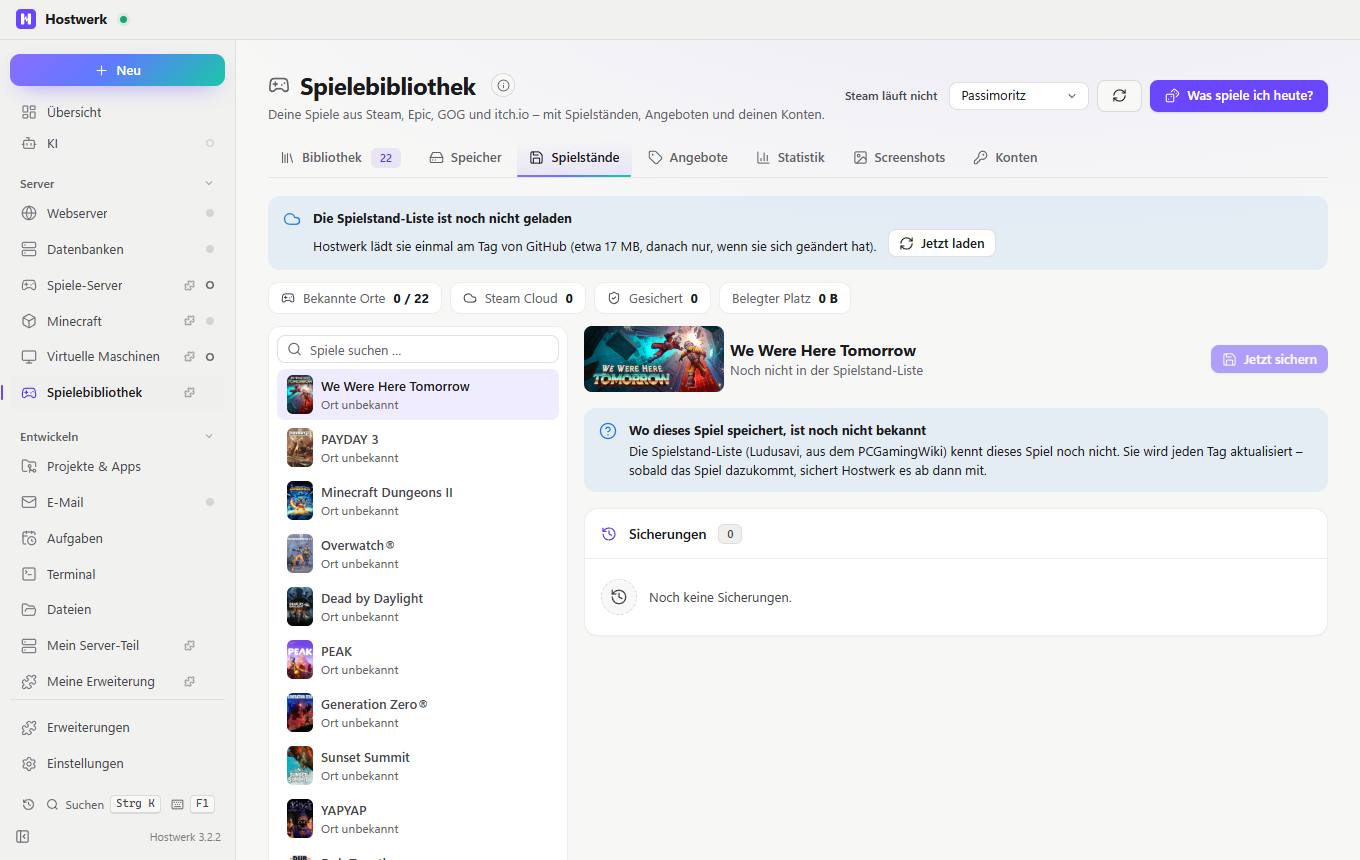 Hostwerk
Neu
Übersicht
KI
Server
Webserver
Datenbanken
Spiele-Server
Minecraft
Virtuelle Maschinen
Spielebibliothek
Entwickeln
Projekte & Apps
E-Mail
Aufgaben
Terminal
Dateien
Mein Server-Teil
Meine Erweiterung
Erweiterungen
Einstellungen
Suchen Strg K F1
Hostwerk 3.2.2
Spielebibliothek
Deine Spiele aus Steam, Epic, GOG und itch.io – mit Spielständen, Angeboten und deinen Konten.
Steam läuft nicht
Passimoritz
Was spiele ich heute?
Bibliothek 22 Speicher Spielstände Angebote Statistik Screenshots Konten
Die Spielstand-Liste ist noch nicht geladen
Hostwerk lädt sie einmal am Tag von GitHub (etwa 17 MB, danach nur, wenn sie sich geändert hat). Jetzt laden
Bekannte Orte 0 / 22 Steam Cloud 0 Gesichert 0 Belegter Platz 0 B
Spiele suchen ...
We Were Here Tomorrow
Ort unbekannt
PAYDAY 3
Ort unbekannt
Minecraft Dungeons II
Ort unbekannt
Overwatch®
Ort unbekannt
Dead by Daylight
Ort unbekannt
PEAK
PEAK
Ort unbekannt
Generation Zero®
Ort unbekannt
Sunset Summit
Ort unbekannt
YAPYAP
Ort unbekannt
WE WERE HERE
TOMORROW
We Were Here Tomorrow
Noch nicht in der Spielstand-Liste
Jetzt sichern
Wo dieses Spiel speichert, ist noch nicht bekannt
Die Spielstand-Liste (Ludusavi, aus dem PCGamingWiki) kennt dieses Spiel noch nicht. Sie wird jeden Tag aktualisiert –
sobald das Spiel dazukommt, sichert Hostwerk es ab dann mit.
Sicherungen 0
Noch keine Sicherungen.